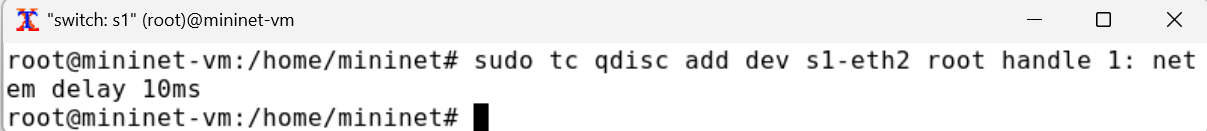 "switch: s1" (root)@mininet-vm
root@mininet-vm:/home/mininet# sudo tc qdisc add dev s1-eth2 root handle 1: net
em delay 10ms
root@mininet-vm:/home/mininet#